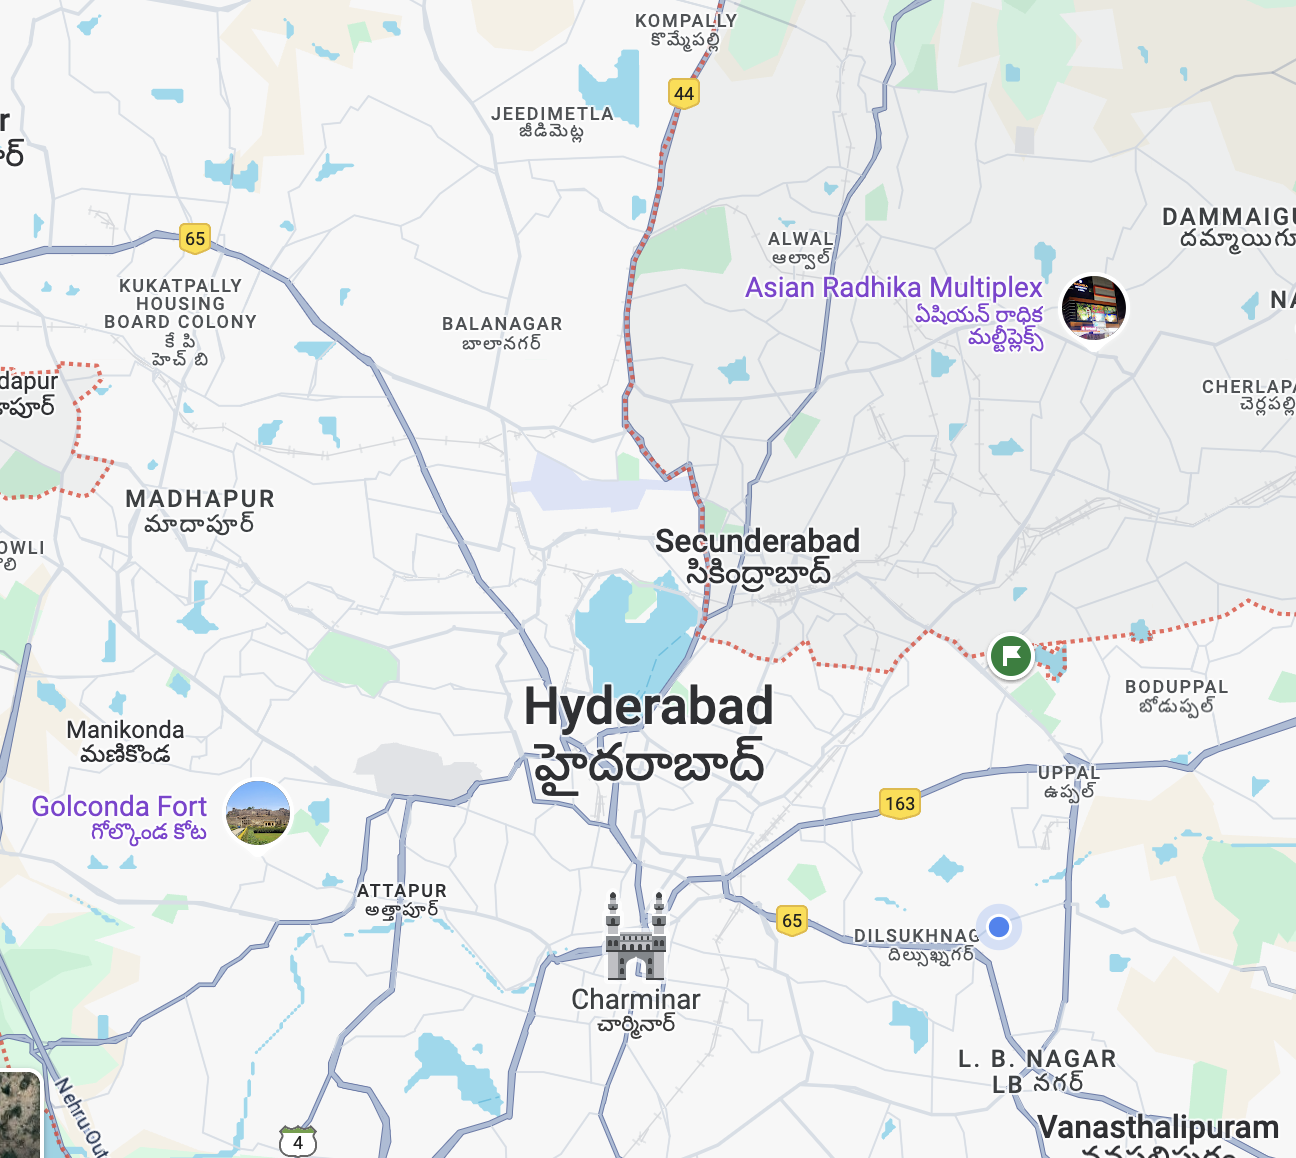 KOMPALLY
కొమ్పేపల్లి
44
JEEDIMETLA
జీడిమెట్ల
r
ూర్
65
DAMMAIGU
దమ్మాయిగూ
ALWAL
ఆల్వాల్
KUKATPALLY
HOUSING
BOARD COLONY
కే పి
హెచ్ బి
Asian Radhika Multiplex
ఏషియన్ రాధిక
మల్టీప్లెక్స్
NA
BALANAGAR
బాలానగర్
dapur
ాపూర్
CHERLAPA
చెర్లపల్లి
MADHAPUR
మాదాపూర్
OWLI
ాలి
Secunderabad
సికింద్రాబాద్
Hyderabad
హైదరాబాద్
BODUPPAL
బోడుప్పల్
Manikonda
మణికొండ
UPPAL
ఉప్పల్
163
Golconda Fort
గోల్కొండ కోట
ATTAPUR
అత్తాపూర్
65
DILSUKHNAG
దిల్సుఖ్నగర్
Charminar
చార్మినార్
L. B. NAGAR
LB నగర్
Nehru Out
4
Vanasthalipuram